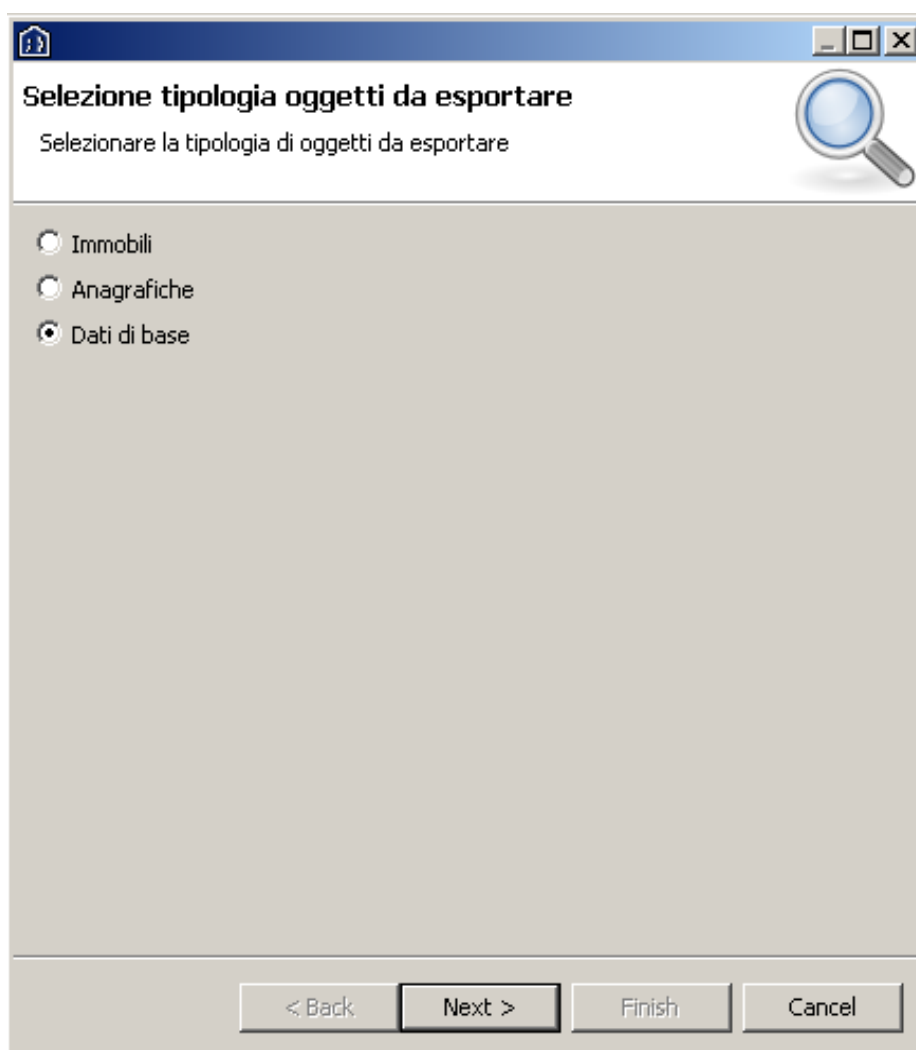 Selezione tipologia oggetti da esportare
Selezionare la tipologia di oggetti da esportare
Immobili
Anagrafiche
Dati di base
< Back Next > Finish Cancel